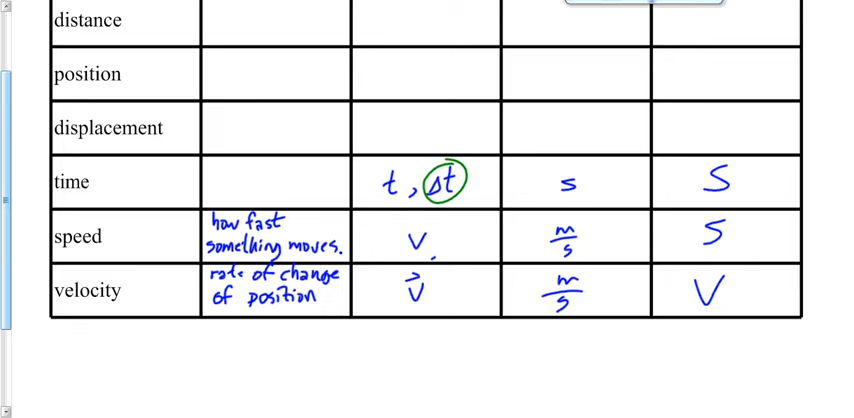 distance
position
displacement
time t, Δt s S
speed how fast something moves. v m/s S
velocity rate of change of position v⃗ m/s V